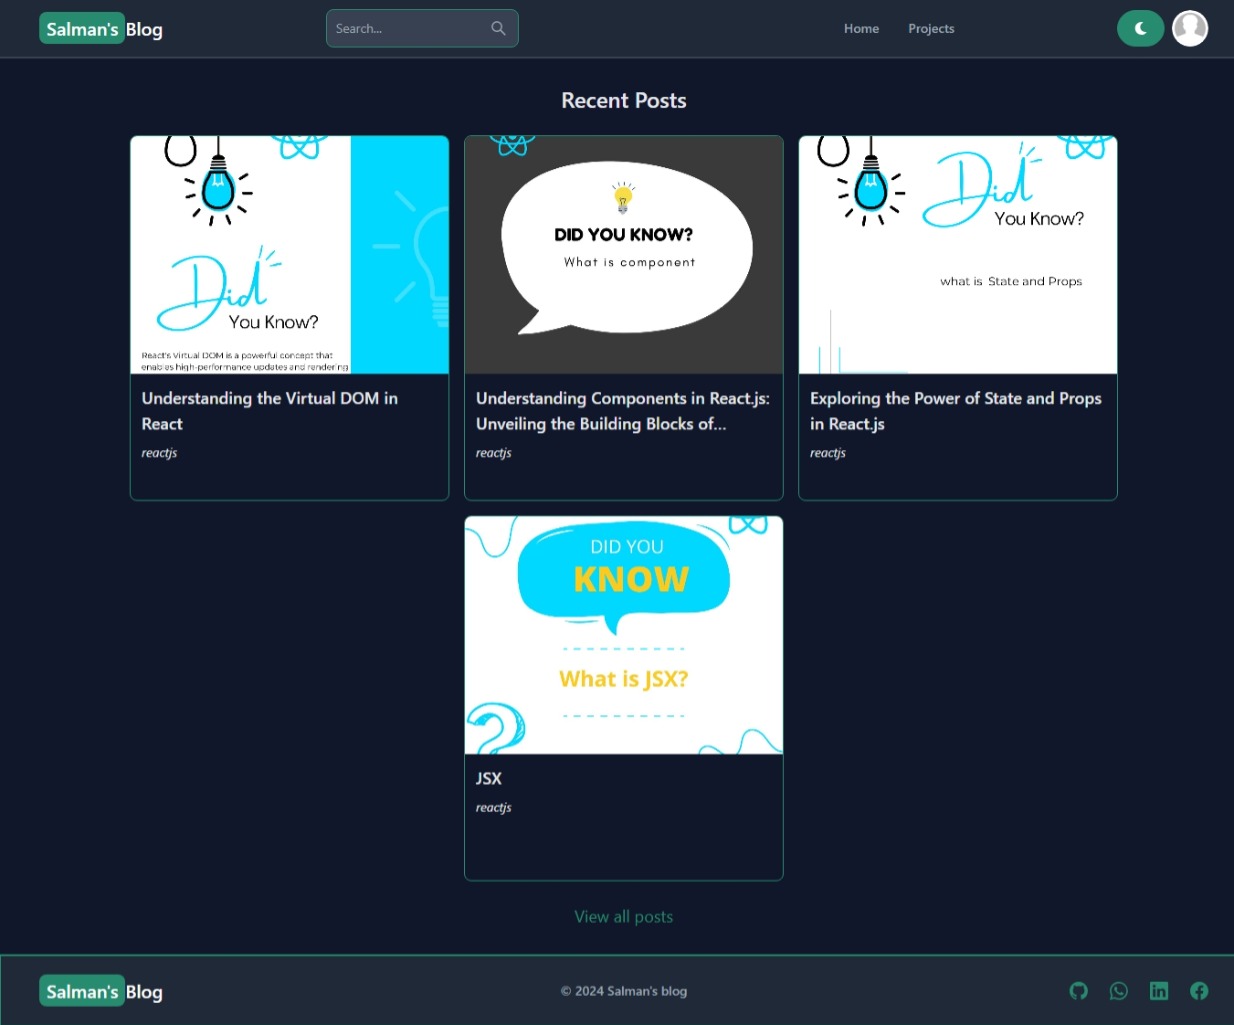 Salman's Blog
Search...
Home
Projects
Recent Posts
Did
You Know?
React's Virtual DOM is a powerful concept that
enables high-performance updates and rendering
Understanding the Virtual DOM in
React
reactjs
DID YOU KNOW?
What is component
Understanding Components in React.js:
Unveiling the Building Blocks of...
reactjs
Did
You Know?
what is State and Props
Exploring the Power of State and Props
in React.js
reactjs
DID YOU
KNOW
What is JSX?
JSX
reactjs
View all posts
Salman's Blog
© 2024 Salman's blog